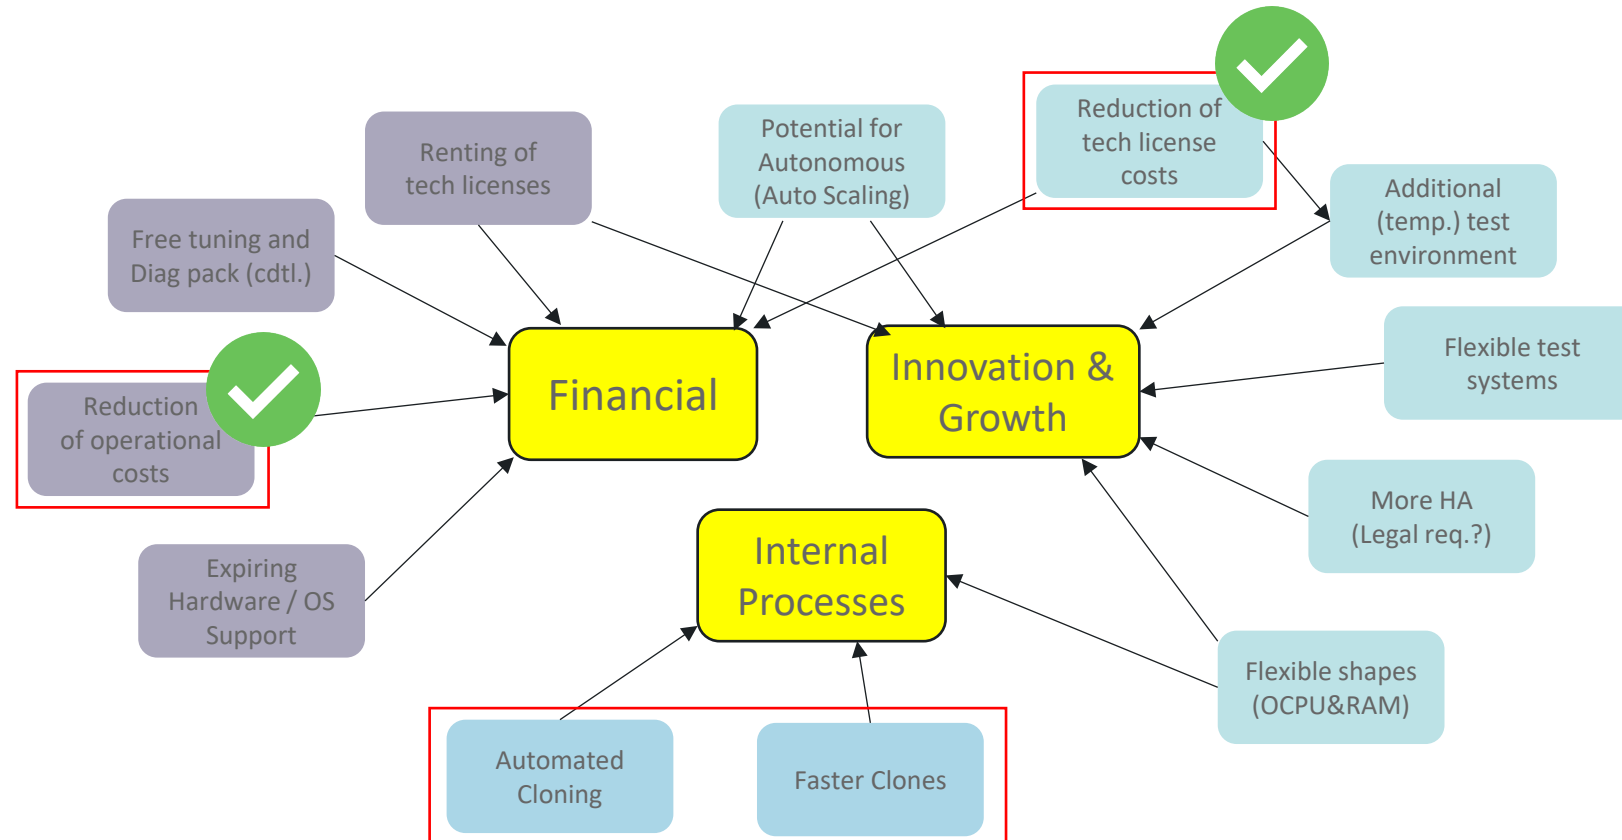 Reduction of
tech license
costs
Renting of
tech licenses
Potential for
Autonomous
(Auto Scaling)
Additional
(temp.) test
environment
Free tuning and
Diag pack (cdtl.)
Financial
Innovation &
Growth
Flexible test
systems
Reduction
of operational
costs
More HA
(Legal req.?)
Internal
Processes
Expiring
Hardware / OS
Support
Flexible shapes
(OCPU&RAM)
Automated
Cloning
Faster Clones